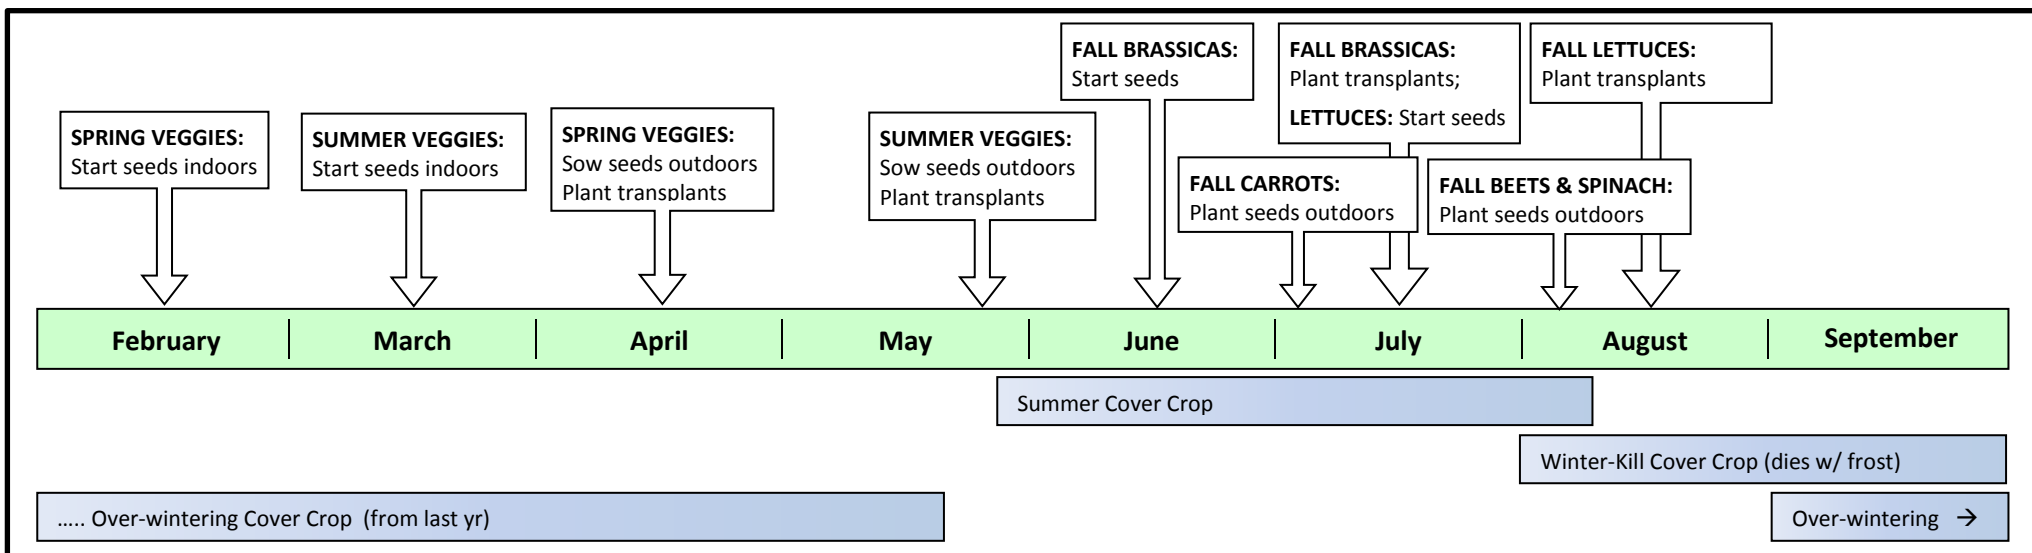 SPRING VEGGIES:
Start seeds indoors
SUMMER VEGGIES:
Start seeds indoors
SPRING VEGGIES:
Sow seeds outdoors
Plant transplants
SUMMER VEGGIES:
Sow seeds outdoors
Plant transplants
FALL BRASSICAS:
Start seeds
FALL CARROTS:
Plant seeds outdoors
FALL BRASSICAS:
Plant transplants;
LETTUCES: Start seeds
FALL BEETS & SPINACH:
Plant seeds outdoors
FALL LETTUCES:
Plant transplants
February
March
April
May
June
July
August
September
Summer Cover Crop
Winter-Kill Cover Crop (dies w/ frost)
….. Over-wintering Cover Crop  (from last yr)
Over-wintering →